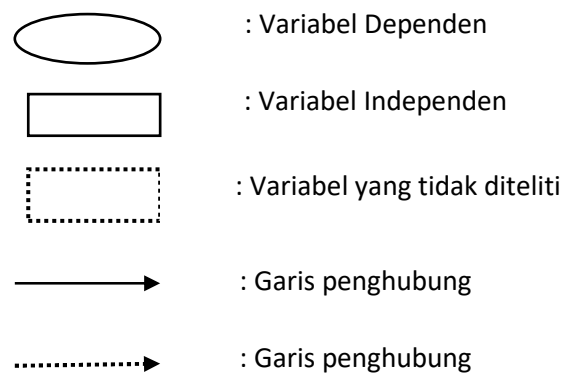 : Variabel Dependen
: Variabel Independen
: Variabel yang tidak diteliti
: Garis penghubung
: Garis penghubung